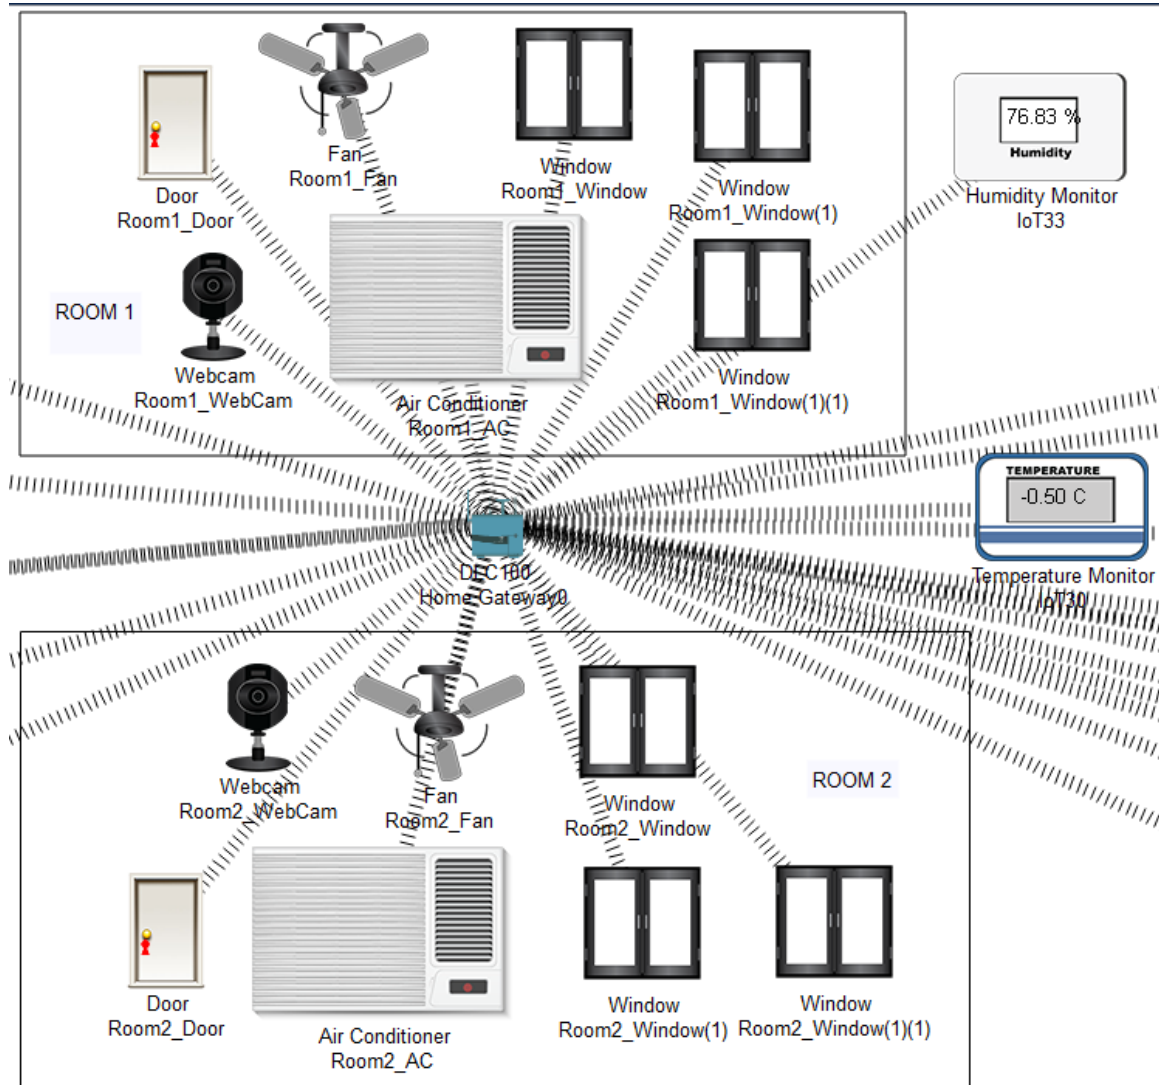 Fan
Room1_Fan
Door
Room1_Door
Window
Room1_Window
Window
Room1_Window(1)
76.83 %
Humidity
Humidity Monitor
IoT33
ROOM 1
Webcam
Room1_WebCam
Air Conditioner
Room1_AC
Window
Room1_Window(1)(1)
TEMPERATURE
-0.50 C
Temperature Monitor
IoT30
DLC100
Home Gateway0
Webcam
Room2_WebCam
Fan
Room2_Fan
Window
Room2_Window
ROOM 2
Door
Room2_Door
Air Conditioner
Room2_AC
Window
Room2_Window(1)
Window
Room2_Window(1)(1)